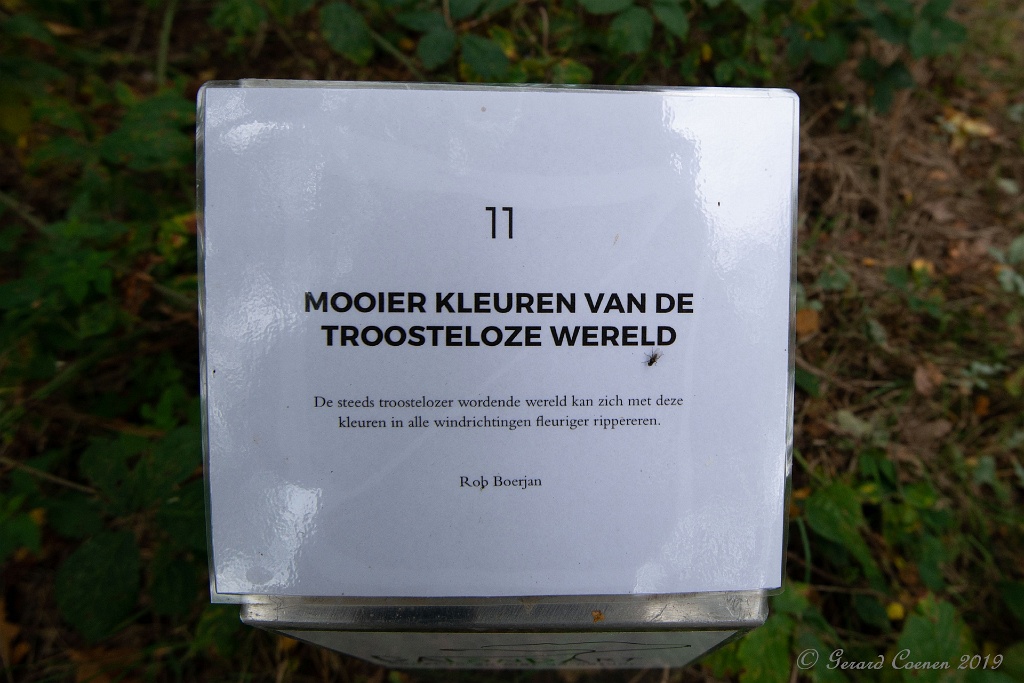 11
MOOIER KLEUREN VAN DE
TROOSTELOZE WERELD
De steeds troostelozer wordende wereld kan zich met deze
kleuren in alle windrichtingen fleuriger rippereren.
Rob Boerjan
© Gerard Coenen 2019